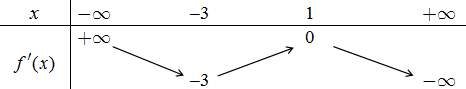 x −∞ −3 1 +∞
+∞ 0
f′(x)
−3 −∞